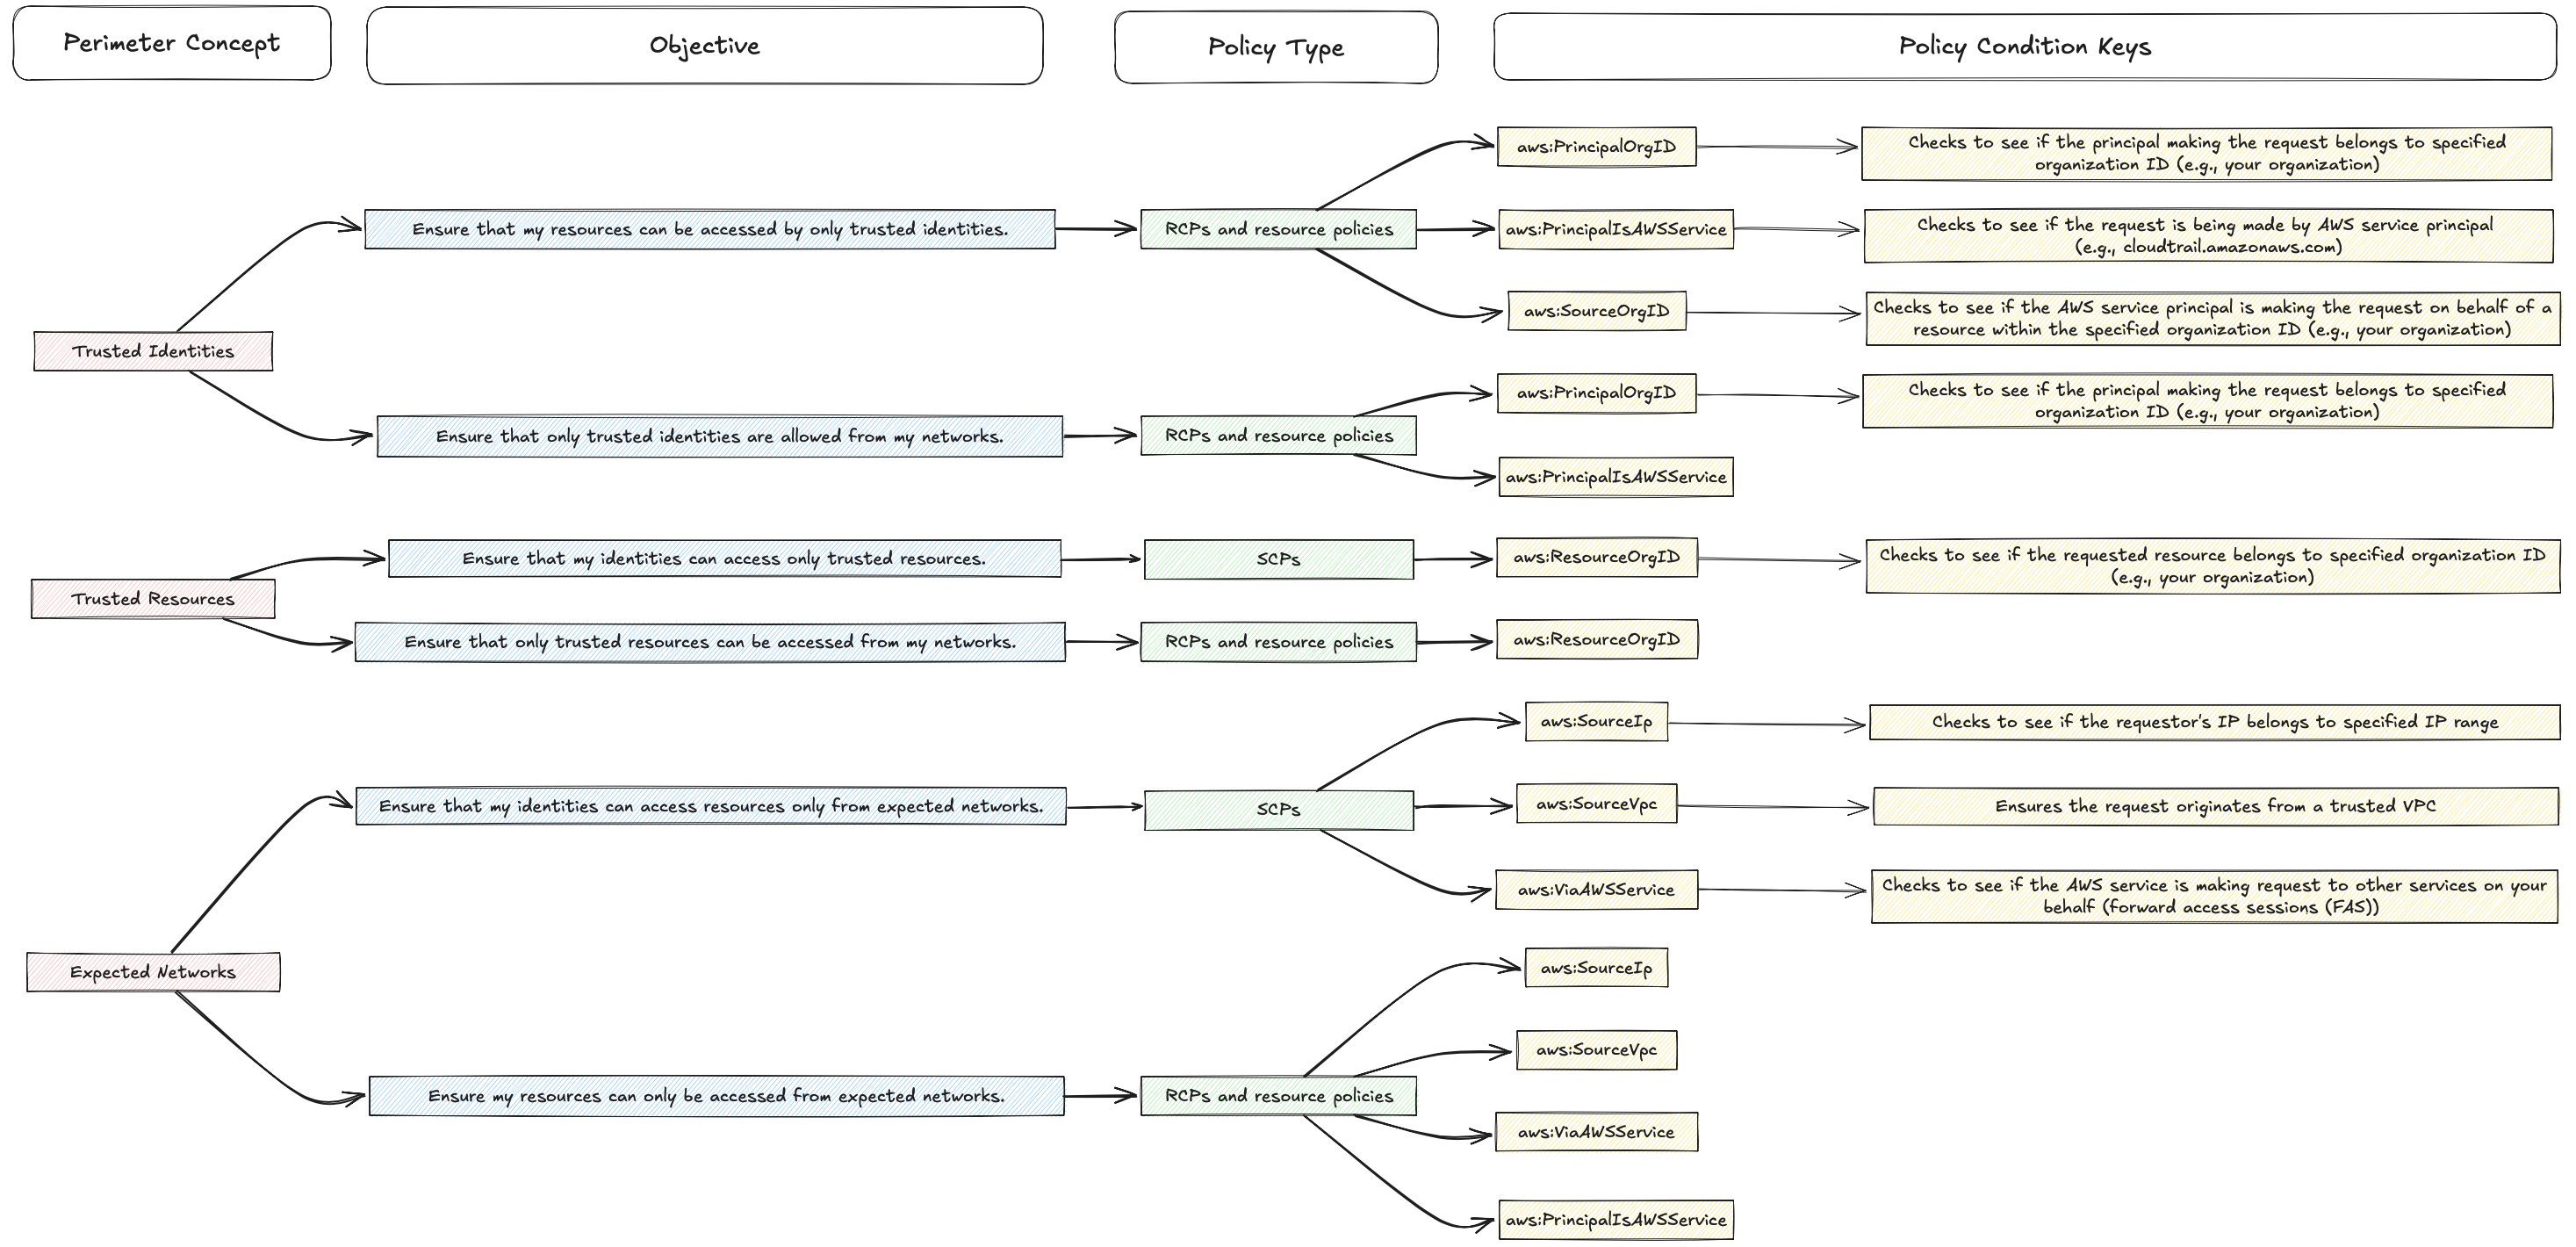 Perimeter Concept
Objective
Policy Type
Policy Condition Keys
aws:PrincipalOrgID
Checks to see if the principal making the request belongs to specified
organization ID (e.g., your organization)
Ensure that my resources can be accessed by only trusted identities.
RCPs and resource policies
aws:PrincipalIsAWSService
Checks to see if the request is being made by AWS service principal
(e.g., cloudtrail.amazonaws.com)
aws:SourceOrgID
Checks to see if the AWS service principal is making the request on behalf of a
resource within the specified organization ID (e.g., your organization)
Trusted Identities
aws:PrincipalOrgID
Checks to see if the principal making the request belongs to specified
organization ID (e.g., your organization)
Ensure that only trusted identities are allowed from my networks.
RCPs and resource policies
aws:PrincipalIsAWSService
Ensure that my identities can access only trusted resources.
SCPs
aws:ResourceOrgID
Checks to see if the requested resource belongs to specified organization ID
(e.g., your organization)
Trusted Resources
Ensure that only trusted resources can be accessed from my networks.
RCPs and resource policies
aws:ResourceOrgID
aws:SourceIp
Checks to see if the requestor's IP belongs to specified IP range
Ensure that my identities can access resources only from expected networks.
SCPs
aws:SourceVpc
Ensures the request originates from a trusted VPC
aws:ViaAWSService
Checks to see if the AWS service is making request to other services on your
behalf (forward access sessions (FAS))
Expected Networks
aws:SourceIp
aws:SourceVpc
Ensure my resources can only be accessed from expected networks.
RCPs and resource policies
aws:ViaAWSService
aws:PrincipalIsAWSService